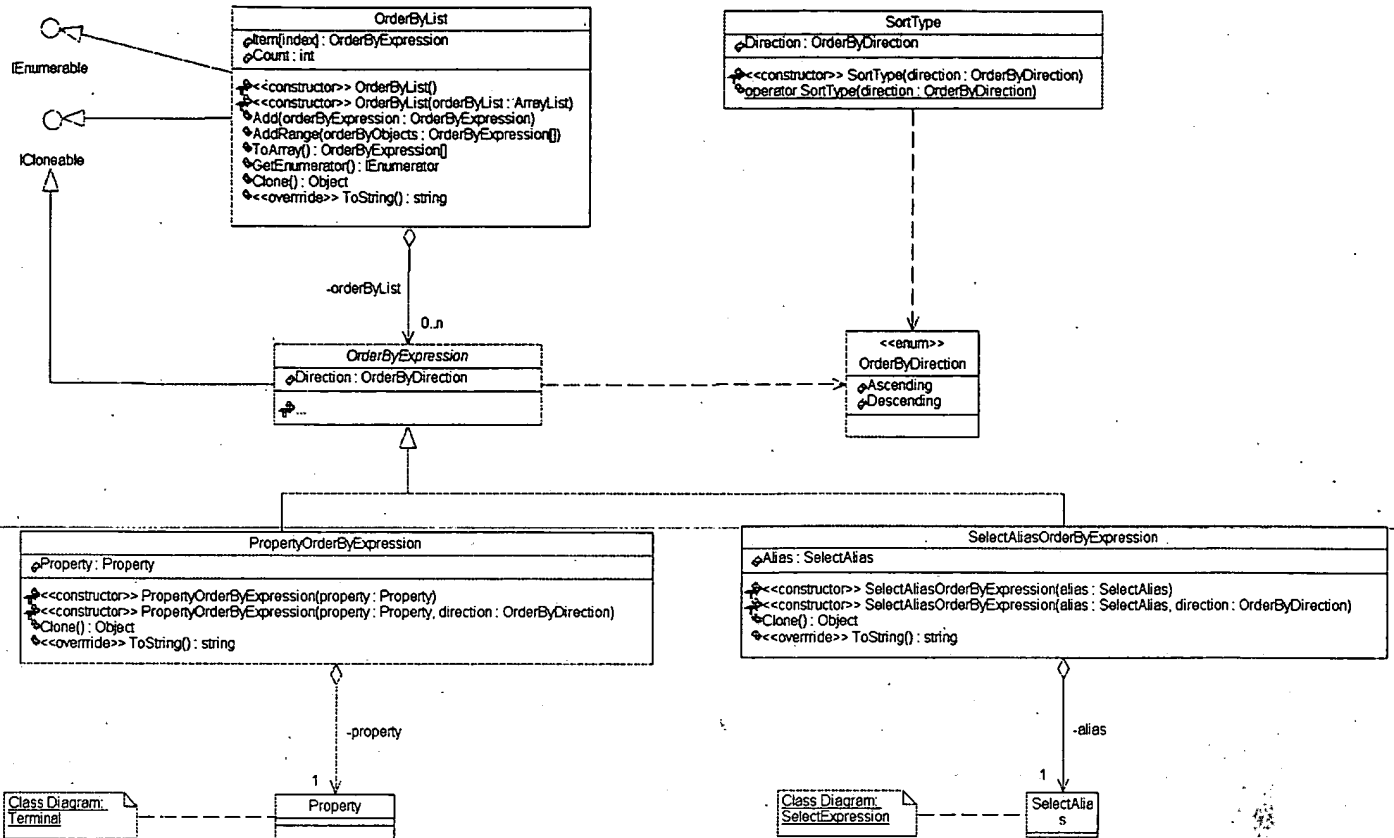 OrderByList
Item[index] : OrderByExpression
Count : int
<<constructor>> OrderByList()
<<constructor>> OrderByList(orderByList : ArrayList)
Add(orderByExpression : OrderByExpression)
AddRange(orderByObjects : OrderByExpression[])
ToArray() : OrderByExpression[]
GetEnumerator() : IEnumerator
Clone() : Object
<<overrride>> ToString() : string
SortType
Direction : OrderByDirection
<<constructor>> SortType(direction : OrderByDirection)
operator SortType(direction : OrderByDirection)
IEnumerable
ICloneable
-orderByList
0..n
OrderByExpression
Direction : OrderByDirection
...
<<enum>>
OrderByDirection
Ascending
Descending
PropertyOrderByExpression
Property : Property
<<constructor>> PropertyOrderByExpression(property : Property)
<<constructor>> PropertyOrderByExpression(property : Property, direction : OrderByDirection)
Clone() : Object
<<overrride>> ToString() : string
SelectAliasOrderByExpression
Alias : SelectAlias
<<constructor>> SelectAliasOrderByExpression(alias : SelectAlias)
<<constructor>> SelectAliasOrderByExpression(alias : SelectAlias, direction : OrderByDirection)
Clone() : Object
<<overrride>> ToString() : string
-property
1
Class Diagram:
Terminal
Property
-alias
1
Class Diagram:
SelectExpression
SelectAlia
s